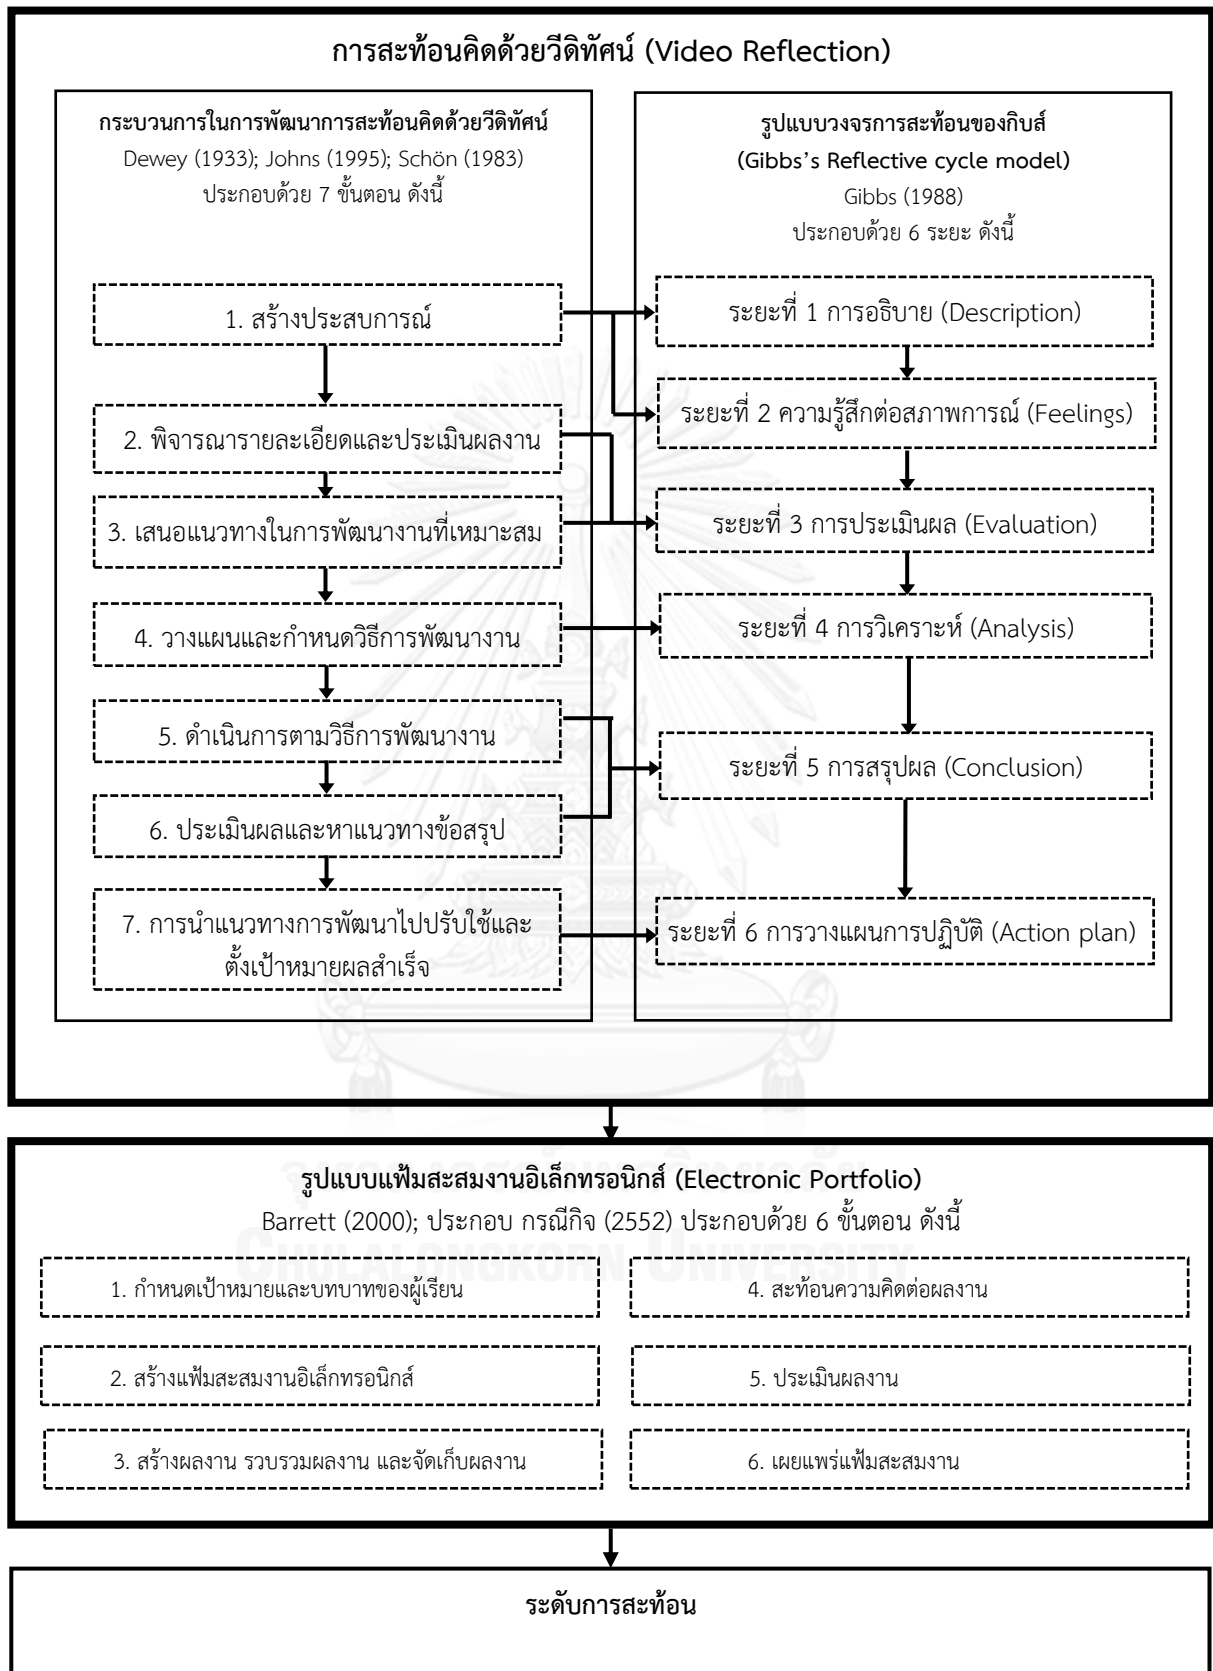 การสะท้อนคิดด้วยวีดิทัศน์ (Video Reflection)
กระบวนการในการพัฒนาการสะท้อนคิดด้วยวีดิทัศน์
Dewey (1933); Johns (1995); Schön (1983)
ประกอบด้วย 7 ขั้นตอน ดังนี้
1. สร้างประสบการณ์
2. พิจารณารายละเอียดและประเมินผลงาน
3. เสนอแนวทางในการพัฒนางานที่เหมาะสม
4. วางแผนและกำหนดวิธีการพัฒนางาน
5. ดำเนินการตามวิธีการพัฒนางาน
6. ประเมินผลและหาแนวทางข้อสรุป
7. การนำแนวทางการพัฒนาไปปรับใช้และ
ตั้งเป้าหมายผลสำเร็จ
รูปแบบวงจรการสะท้อนของกิบส์
(Gibbs's Reflective cycle model)
Gibbs (1988)
ประกอบด้วย 6 ระยะ ดังนี้
ระยะที่ 1 การอธิบาย (Description)
ระยะที่ 2 ความรู้สึกต่อสภาพการณ์ (Feelings)
ระยะที่ 3 การประเมินผล (Evaluation)
ระยะที่ 4 การวิเคราะห์ (Analysis)
ระยะที่ 5 การสรุปผล (Conclusion)
ระยะที่ 6 การวางแผนการปฏิบัติ (Action plan)
จุฬาลงกรณ์มหาวิทยาลัย
CHULALONGKORN UNIVERSITY
รูปแบบแฟ้มสะสมงานอิเล็กทรอนิกส์ (Electronic Portfolio)
Barrett (2000); ประกอบ กรณีกิจ (2552) ประกอบด้วย 6 ขั้นตอน ดังนี้
1. กำหนดเป้าหมายและบทบาทของผู้เรียน
2. สร้างแฟ้มสะสมงานอิเล็กทรอนิกส์
3. สร้างผลงาน รวบรวมผลงาน และจัดเก็บผลงาน
4. สะท้อนความคิดต่อผลงาน
5. ประเมินผลงาน
6. เผยแพร่แฟ้มสะสมงาน
ระดับการสะท้อน